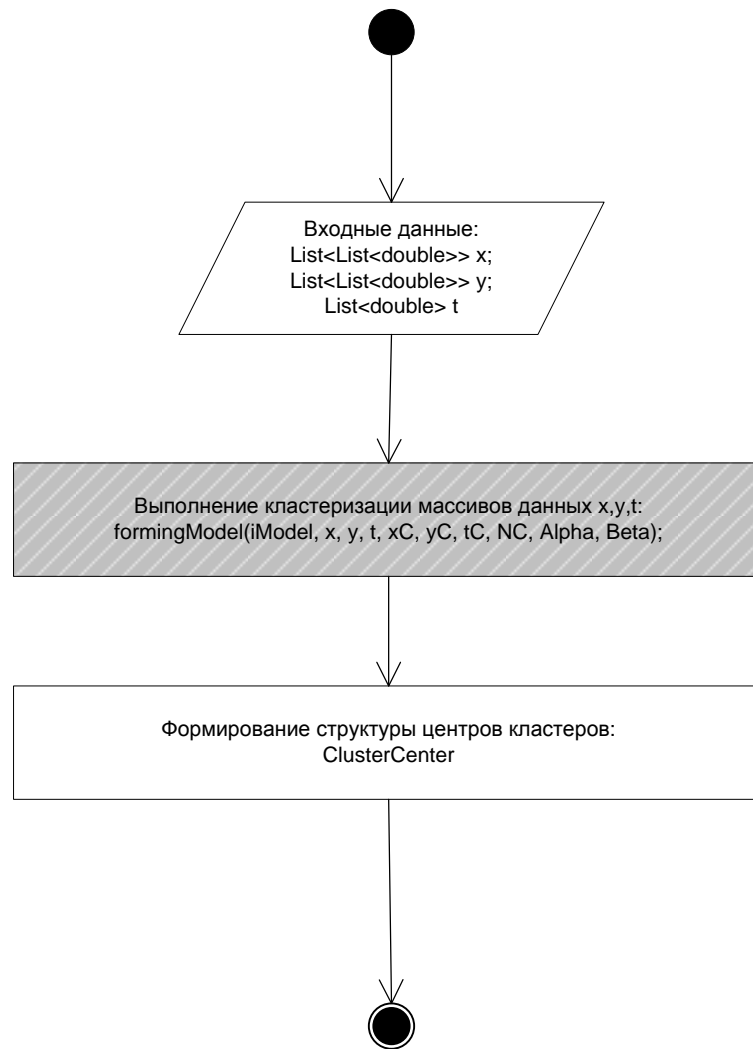 Входные данные:
List<List<double>> x;
List<List<double>> y;
List<double> t
Выполнение кластеризации массивов данных x,y,t:
formingModel(iModel, x, y, t, xC, yC, tC, NC, Alpha, Beta);
Формирование структуры центров кластеров:
ClusterCenter